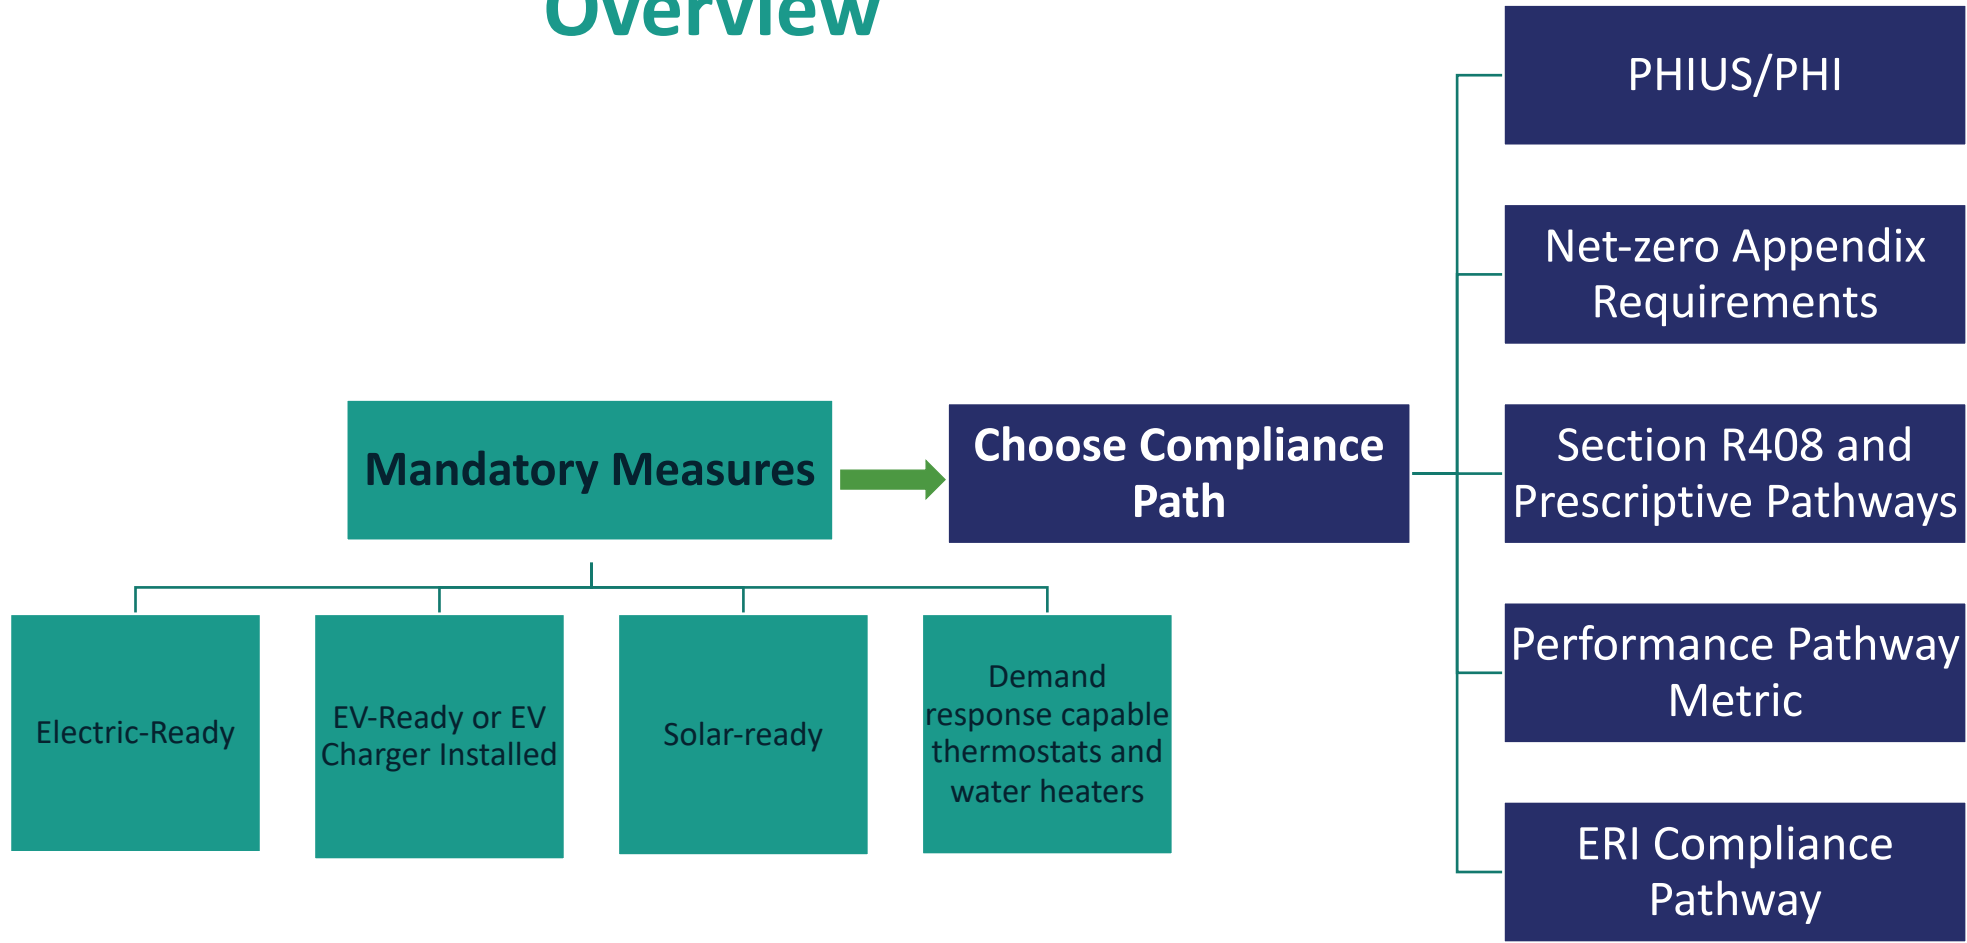 Overview
Mandatory Measures
Electric-Ready
EV-Ready or EV
Charger Installed
Solar-ready
Demand
response capable
thermostats and
water heaters
Choose Compliance
Path
PHIUS/PHI
Net-zero Appendix
Requirements
Section R408 and
Prescriptive Pathways
Performance Pathway
Metric
ERI Compliance
Pathway